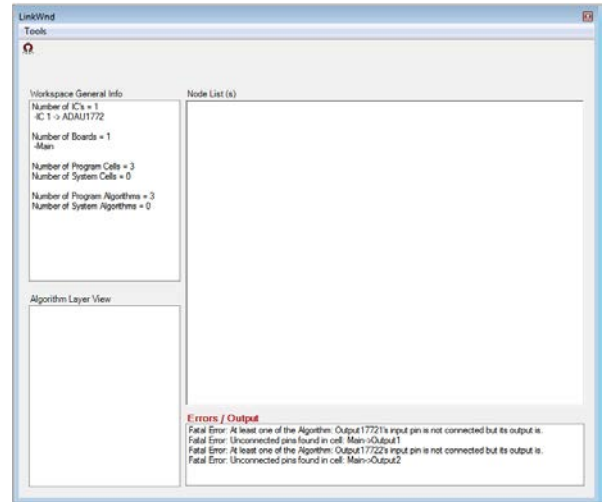 LinkWnd
Tools
Workspace General Info
Number of IC's = 1
-IC 1 -> ADAU1772
Number of Boards = 1
-Main
Number of Program Cells = 3
Number of System Cells = 0
Number of Program Algorithms = 3
Number of System Algorithms = 0
Node List (s)
Algorithm Layer View
Errors / Output
Fatal Error: At least one of the Algorithm: Output17721's input pin is not connected but its output is.
Fatal Error: Unconnected pins found in cell: Main->Output1
Fatal Error: At least one of the Algorithm: Output17722's input pin is not connected but its output is.
Fatal Error: Unconnected pins found in cell: Main->Output2